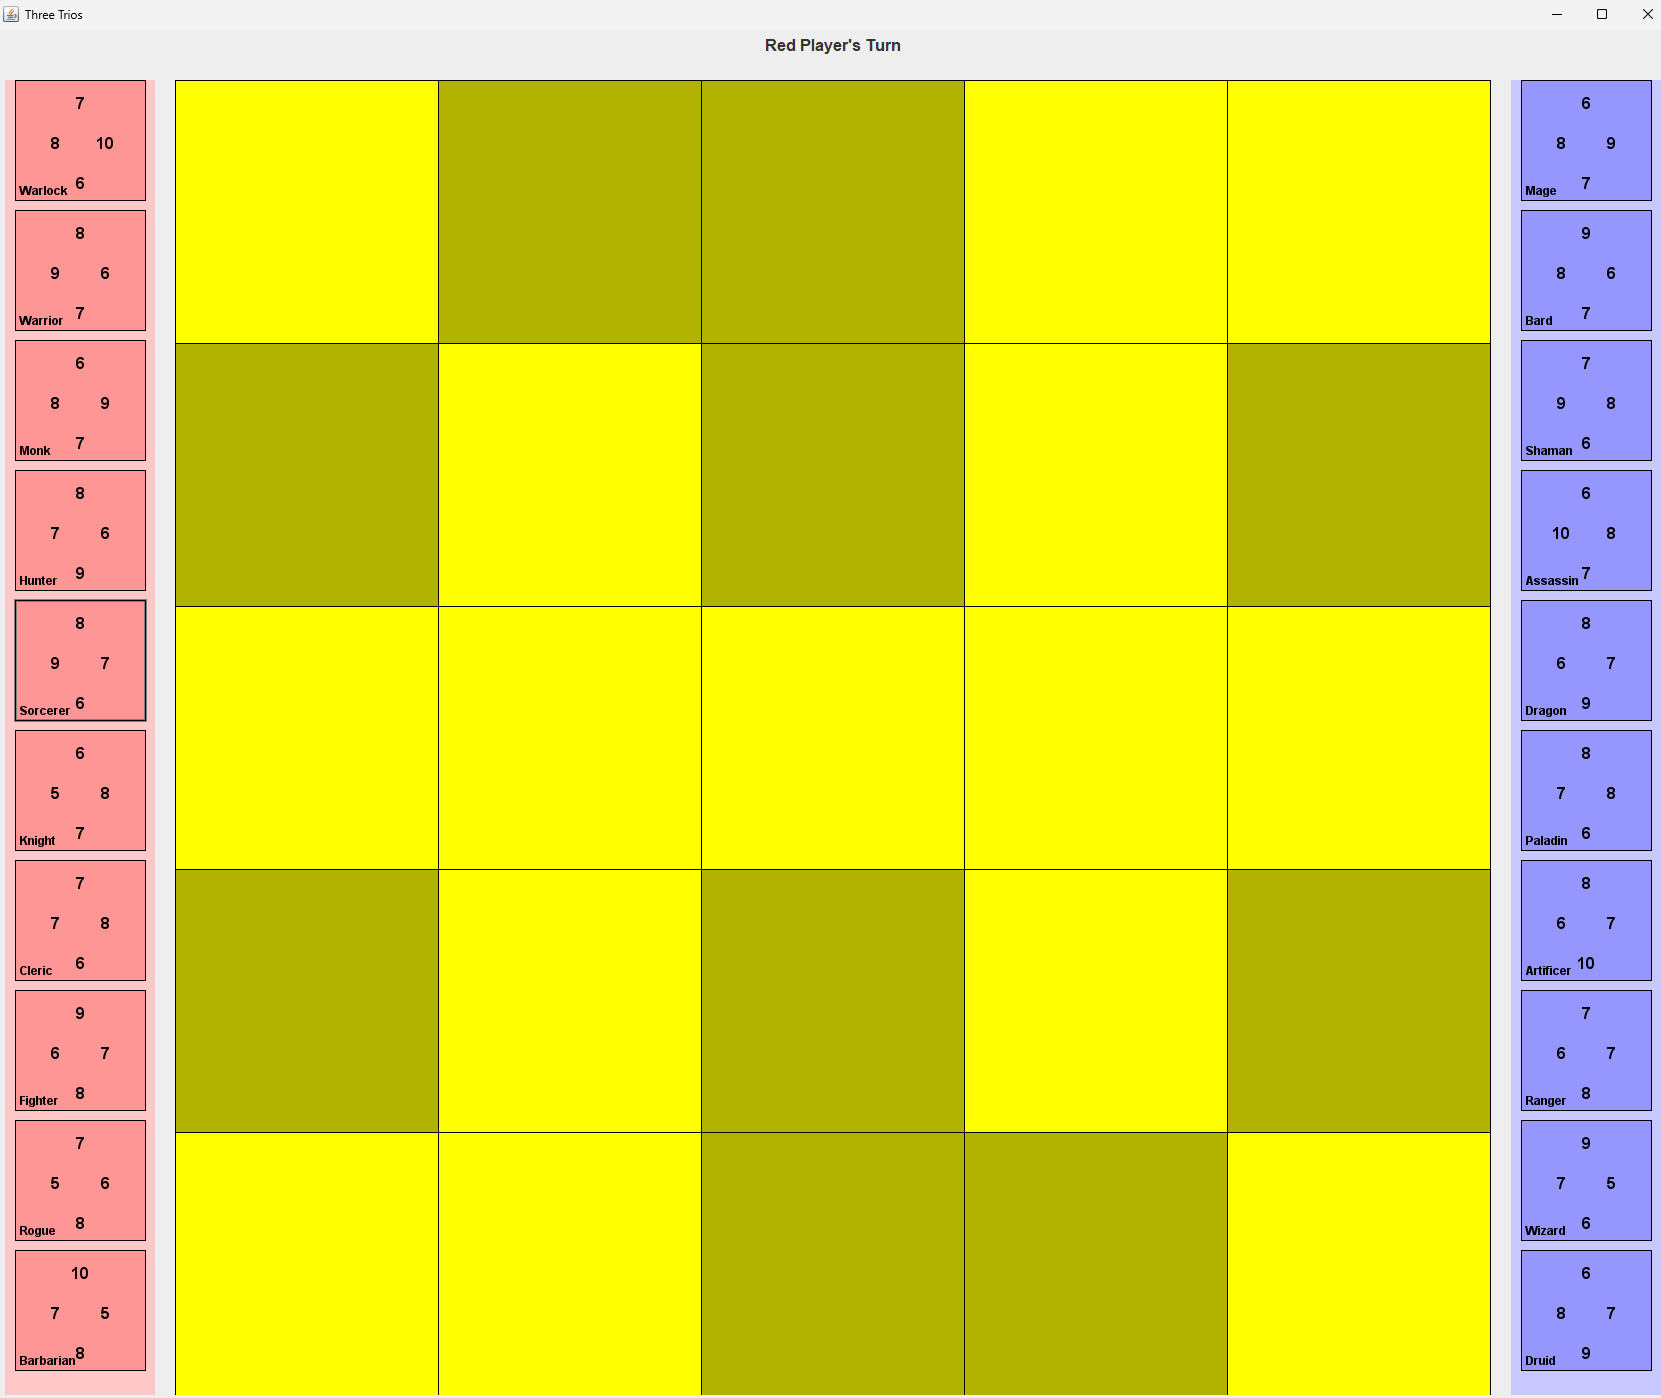 Three Trios
Red Player's Turn
7
8 10
6
Warlock
8
9 6
7
Warrior
6
8 9
7
Monk
8
7 6
9
Hunter
8
9 7
6
Sorcerer
6
5 8
7
Knight
7
7 8
6
Cleric
9
6 7
8
Fighter
7
5 6
8
Rogue
10
7 5
8
Barbarian
6
8 9
7
Mage
9
8 6
7
Bard
7
9 8
6
Shaman
6
10 8
7
Assassin
8
6 7
9
Dragon
8
7 8
6
Paladin
8
6 7
10
Artificer
7
6 7
8
Ranger
9
7 5
6
Wizard
6
8 7
9
Druid